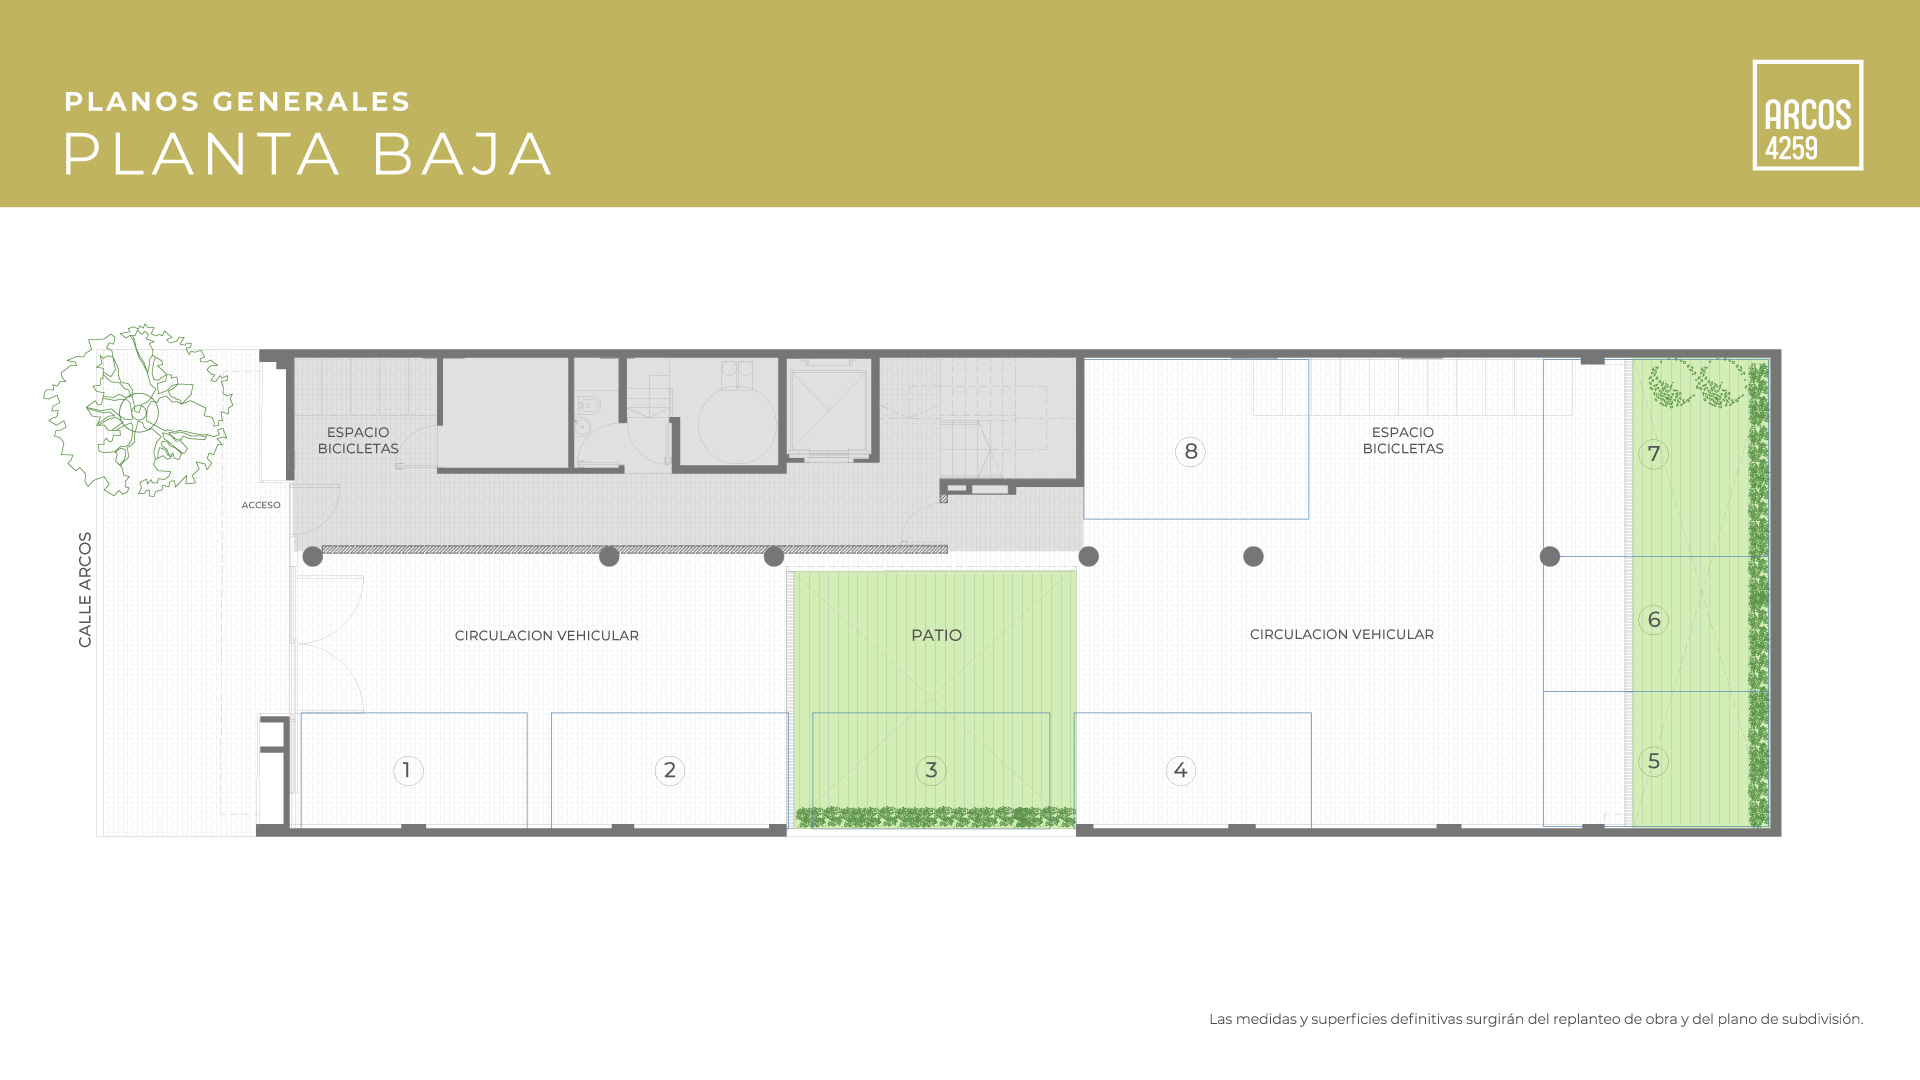 PLANOS GENERALES
PLANTA BAJA
ARCOS
4259
ESPACIO
BICICLETAS
ESPACIO
BICICLETAS
8
7
ACCESO
CALLE ARCOS
CIRCULACION VEHICULAR
PATIO
CIRCULACION VEHICULAR
6
1
2
3
4
5
Las medidas y superficies definitivas surgirán del replanteo de obra y del plano de subdivisión.